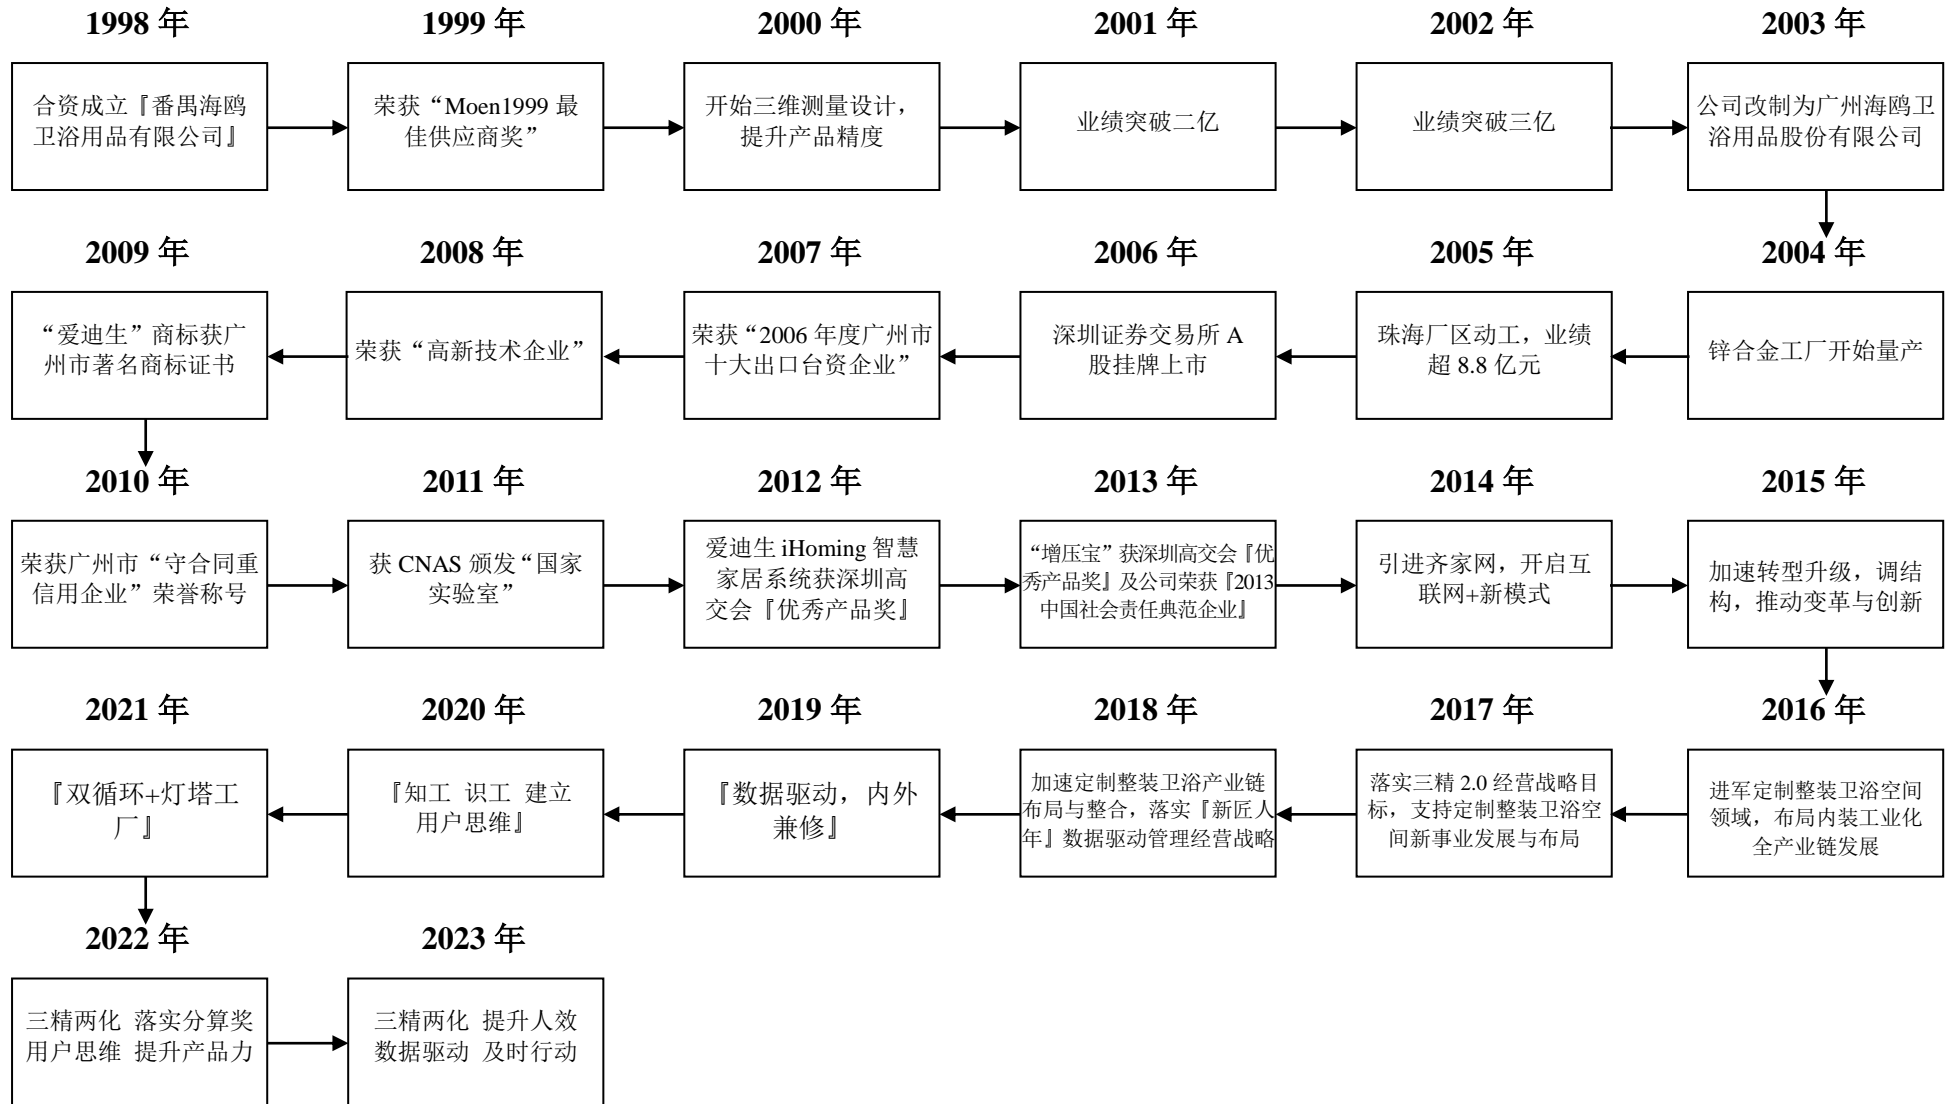 1998 年
合资成立『番禺海鸥
卫浴用品有限公司』
1999 年
荣获“Moen1999 最
佳供应商奖”
2000 年
开始三维测量设计，
提升产品精度
2001 年
业绩突破二亿
2002 年
业绩突破三亿
2003 年
公司改制为广州海鸥卫
浴用品股份有限公司
2004 年
锌合金工厂开始量产
2005 年
珠海厂区动工，业绩
超 8.8 亿元
2006 年
深圳证券交易所 A
股挂牌上市
2007 年
荣获“2006 年度广州市
十大出口台资企业”
2008 年
荣获“高新技术企业”
2009 年
“爱迪生”商标获广
州市著名商标证书
2010 年
荣获广州市“守合同重
信用企业”荣誉称号
2011 年
获 CNAS 颁发“国家
实验室”
2012 年
爱迪生 iHoming 智慧
家居系统获深圳高
交会『优秀产品奖』
2013 年
“增压宝”获深圳高交会『优
秀产品奖』及公司荣获『2013
中国社会责任典范企业』
2014 年
引进齐家网，开启互
联网+新模式
2015 年
加速转型升级，调结
构，推动变革与创新
2016 年
进军定制整装卫浴空间
领域，布局内装工业化
全产业链发展
2017 年
落实三精 2.0 经营战略目
标，支持定制整装卫浴空
间新事业发展与布局
2018 年
加速定制整装卫浴产业链
布局与整合，落实『新匠人
年』数据驱动管理经营战略
2019 年
『数据驱动，内外
兼修』
2020 年
『知工 识工 建立
用户思维』
2021 年
『双循环+灯塔工
厂』
2022 年
三精两化 落实分算奖
用户思维 提升产品力
2023 年
三精两化 提升人效
数据驱动 及时行动